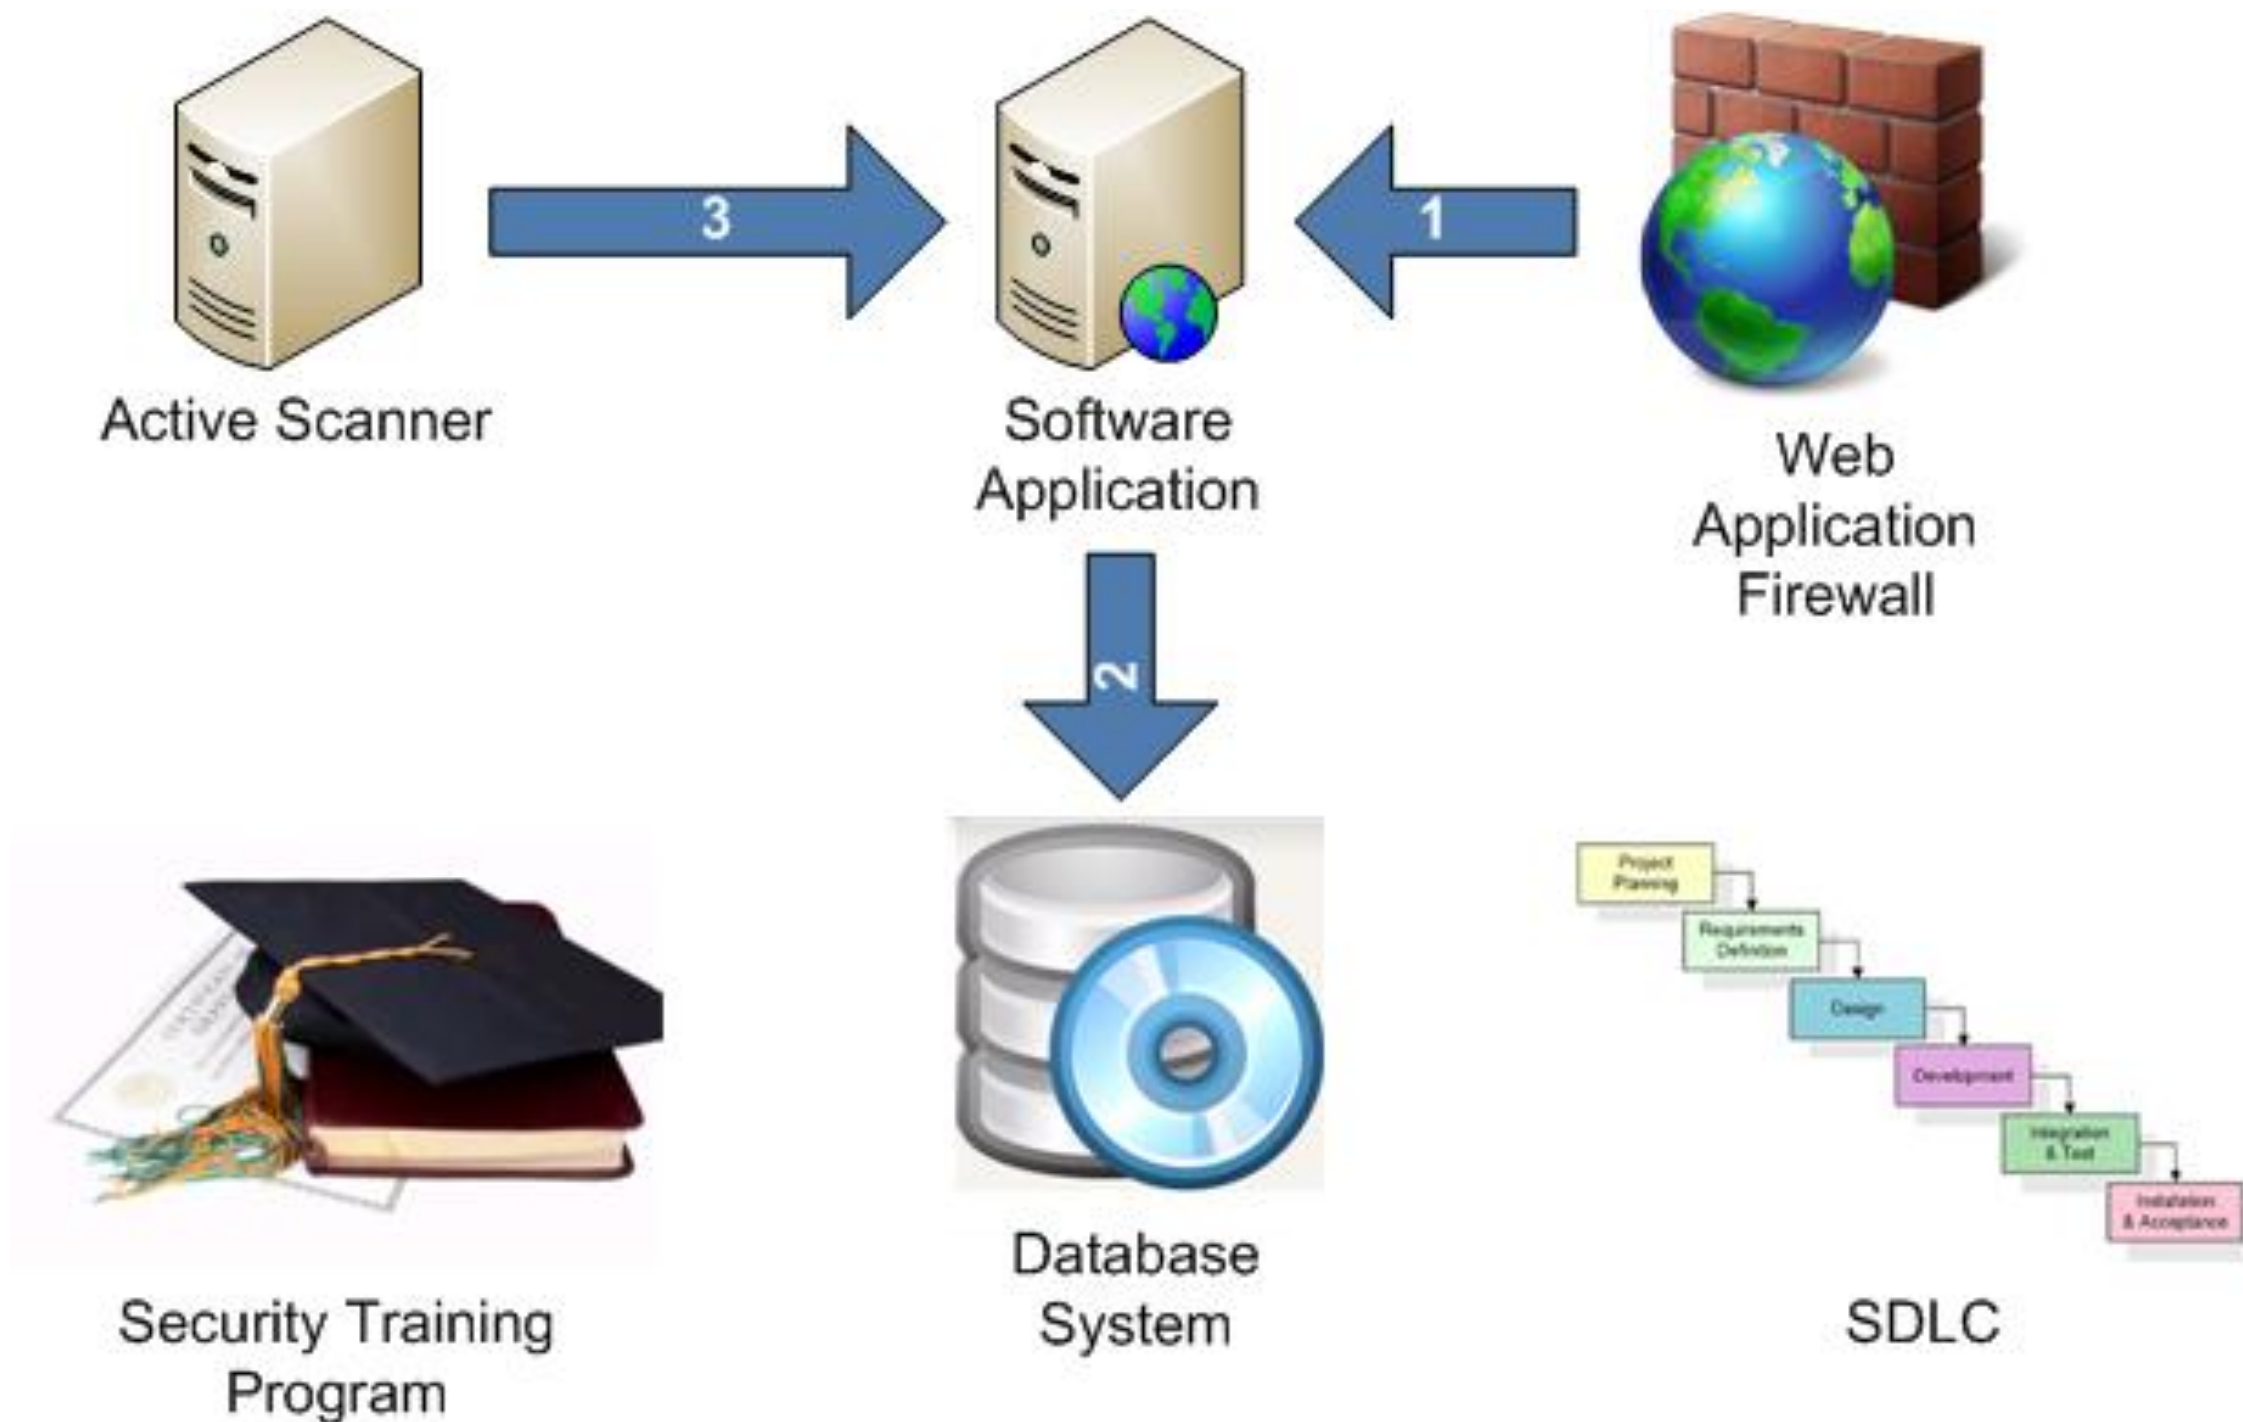 3
1
Active Scanner
Software
Application
Web
Application
Firewall
2
Project
Planning
Requirements
Definition
Design
Development
Integration
& Test
Installation
& Acceptance
Security Training
Program
Database
System
SDLC